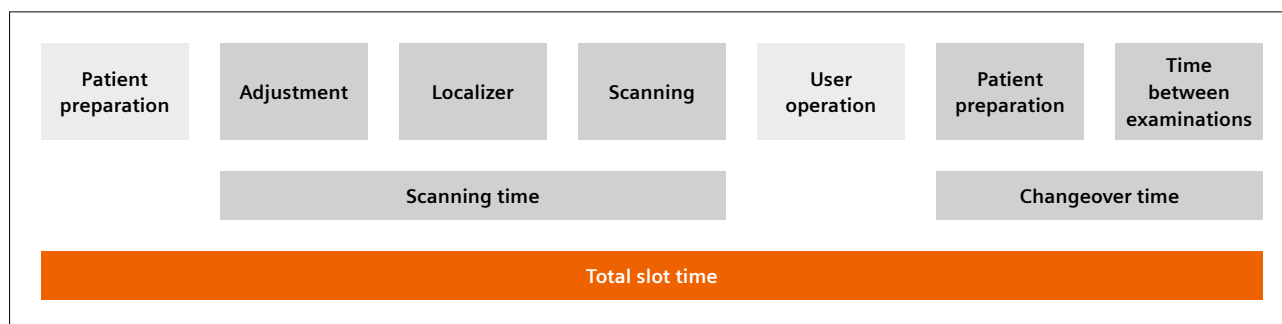 Patient
preparation
Adjustment
Localizer
Scanning
User
operation
Patient
preparation
Time
between
examinations
Scanning time
Changeover time
Total slot time